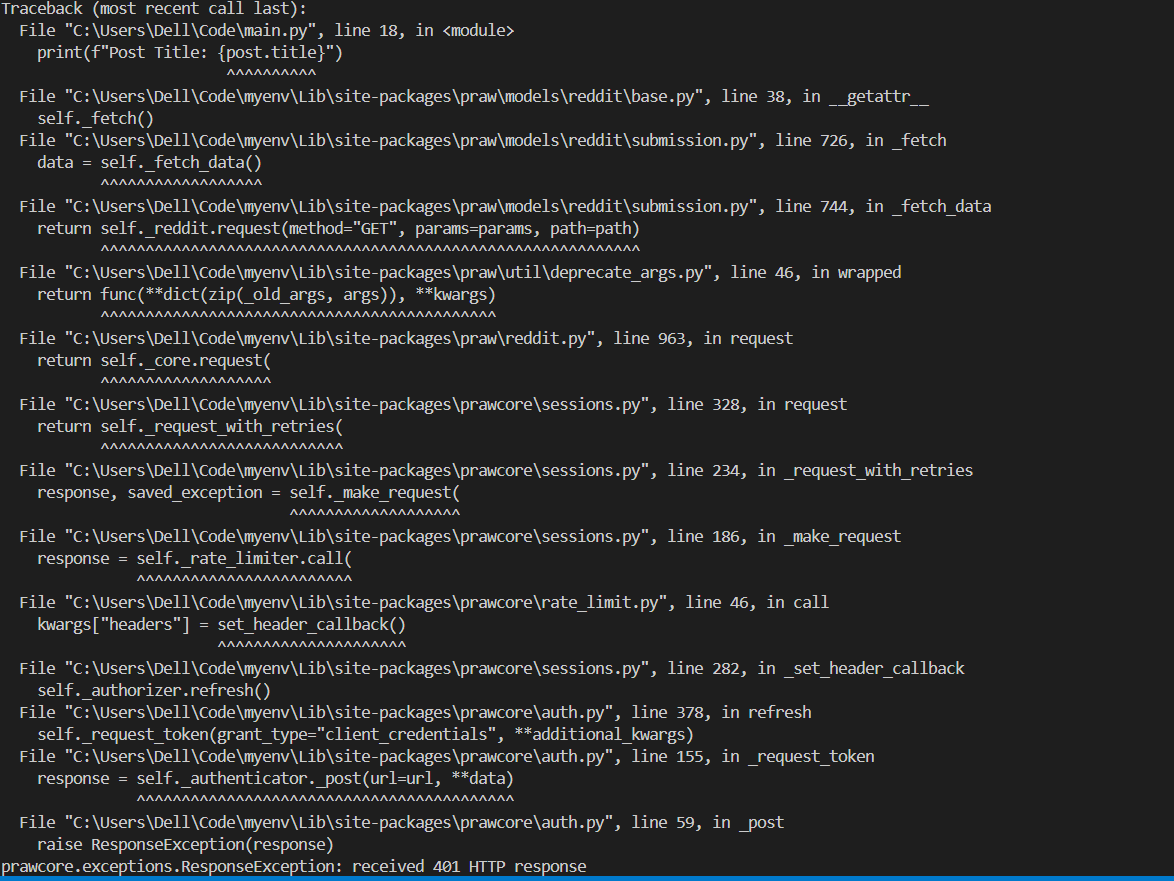 Traceback (most recent call last):
  File "C:\Users\Dell\Code\main.py", line 18, in <module>
    print(f"Post Title: {post.title}")
                         ^^^^^^^^^^
  File "C:\Users\Dell\Code\myenv\Lib\site-packages\praw\models\reddit\base.py", line 38, in __getattr__
    self._fetch()
  File "C:\Users\Dell\Code\myenv\Lib\site-packages\praw\models\reddit\submission.py", line 726, in _fetch
    data = self._fetch_data()
           ^^^^^^^^^^^^^^^^^^
  File "C:\Users\Dell\Code\myenv\Lib\site-packages\praw\models\reddit\submission.py", line 744, in _fetch_data
    return self._reddit.request(method="GET", params=params, path=path)
           ^^^^^^^^^^^^^^^^^^^^^^^^^^^^^^^^^^^^^^^^^^^^^^^^^^^^^^^^^^^^
  File "C:\Users\Dell\Code\myenv\Lib\site-packages\praw\util\deprecate_args.py", line 46, in wrapped
    return func(**dict(zip(_old_args, args)), **kwargs)
           ^^^^^^^^^^^^^^^^^^^^^^^^^^^^^^^^^^^^^^^^^^^^
  File "C:\Users\Dell\Code\myenv\Lib\site-packages\praw\reddit.py", line 963, in request
    return self._core.request(
           ^^^^^^^^^^^^^^^^^^^
  File "C:\Users\Dell\Code\myenv\Lib\site-packages\prawcore\sessions.py", line 328, in request
    return self._request_with_retries(
           ^^^^^^^^^^^^^^^^^^^^^^^^^^^
  File "C:\Users\Dell\Code\myenv\Lib\site-packages\prawcore\sessions.py", line 234, in _request_with_retries
    response, saved_exception = self._make_request(
                                ^^^^^^^^^^^^^^^^^^^
  File "C:\Users\Dell\Code\myenv\Lib\site-packages\prawcore\sessions.py", line 186, in _make_request
    response = self._rate_limiter.call(
               ^^^^^^^^^^^^^^^^^^^^^^^^
  File "C:\Users\Dell\Code\myenv\Lib\site-packages\prawcore\rate_limit.py", line 46, in call
    kwargs["headers"] = set_header_callback()
                        ^^^^^^^^^^^^^^^^^^^^^
  File "C:\Users\Dell\Code\myenv\Lib\site-packages\prawcore\sessions.py", line 282, in _set_header_callback
    self._authorizer.refresh()
  File "C:\Users\Dell\Code\myenv\Lib\site-packages\prawcore\auth.py", line 378, in refresh
    self._request_token(grant_type="client_credentials", **additional_kwargs)
  File "C:\Users\Dell\Code\myenv\Lib\site-packages\prawcore\auth.py", line 155, in _request_token
    response = self._authenticator._post(url=url, **data)
               ^^^^^^^^^^^^^^^^^^^^^^^^^^^^^^^^^^^^^^^^^^
  File "C:\Users\Dell\Code\myenv\Lib\site-packages\prawcore\auth.py", line 59, in _post
    raise ResponseException(response)
prawcore.exceptions.ResponseException: received 401 HTTP response